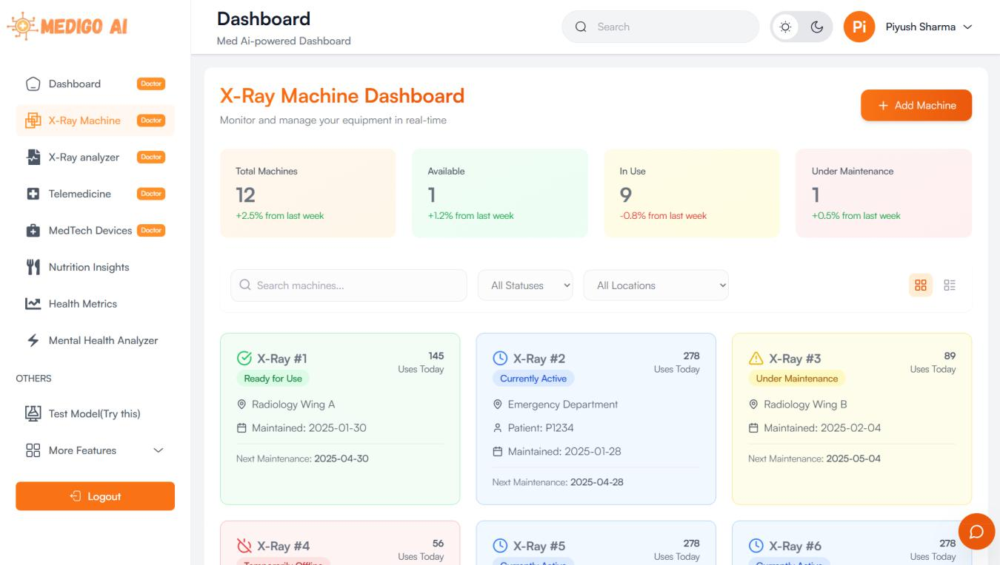 MEDIGO AI
Dashboard
Med Ai-powered Dashboard
Search
Pi
Piyush Sharma
Dashboard Doctor
X-Ray Machine Doctor
X-Ray analyzer Doctor
Telemedicine Doctor
MedTech Devices Doctor
Nutrition Insights
Health Metrics
Mental Health Analyzer
OTHERS
Test Model(Try this)
More Features
Logout
X-Ray Machine Dashboard
Monitor and manage your equipment in real-time
+ Add Machine
Total Machines
12
+2.5% from last week
Available
1
+1.2% from last week
In Use
9
-0.8% from last week
Under Maintenance
1
+0.5% from last week
Search machines...
All Statuses
All Locations
X-Ray #1
145
Uses Today
Ready for Use
Radiology Wing A
Maintained: 2025-01-30
Next Maintenance: 2025-04-30
X-Ray #2
278
Uses Today
Currently Active
Emergency Department
Patient: P1234
Maintained: 2025-01-28
Next Maintenance: 2025-04-28
X-Ray #3
89
Uses Today
Under Maintenance
Radiology Wing B
Maintained: 2025-02-04
Next Maintenance: 2025-05-04
X-Ray #4
56
Uses Today
Temporarily Offline
X-Ray #5
278
Uses Today
Currently Active
X-Ray #6
278
Uses Today
Currently Active